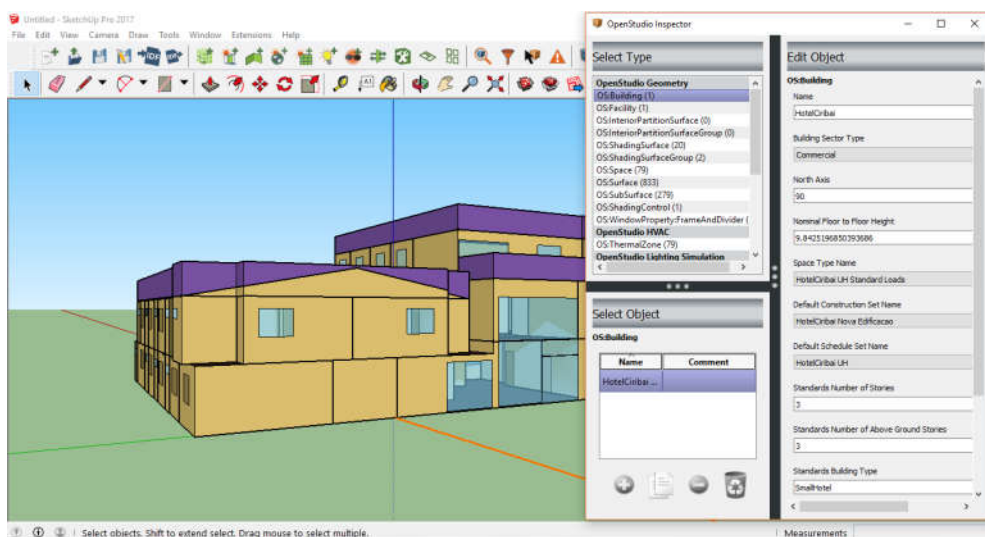 Untitled - SketchUp Pro 2017
File Edit View Camera Draw Tools Window Extensions Help
OpenStudio Inspector
Select Type
OpenStudio Geometry
OS:Building (1)
OS:Facility (1)
OS:InteriorPartitionSurface (0)
OS:InteriorPartitionSurfaceGroup (0)
OS:ShadingSurface (20)
OS:ShadingSurfaceGroup (2)
OS:Space (79)
OS:Surface (833)
OS:SubSurface (279)
OS:ShadingControl (1)
OS:WindowProperty:FrameAndDivider (
OpenStudio HVAC
OS:ThermalZone (79)
OpenStudio Lighting Simulation
Select Object
OS:Building
Name Comment
HotelCiribai ...
Edit Object
OS:Building
Name
HotelCiribai
Building Sector Type
Commercial
North Axis
90
Nominal Floor to Floor Height
9.8425196850393686
Space Type Name
HotelCiribai UH Standard Loads
Default Construction Set Name
HotelCiribai Nova Edificacao
Default Schedule Set Name
HotelCiribai UH
Standards Number of Stories
3
Standards Number of Above Ground Stories
3
Standards Building Type
SmallHotel
Select objects. Shift to extend select. Drag mouse to select multiple.
Measurements